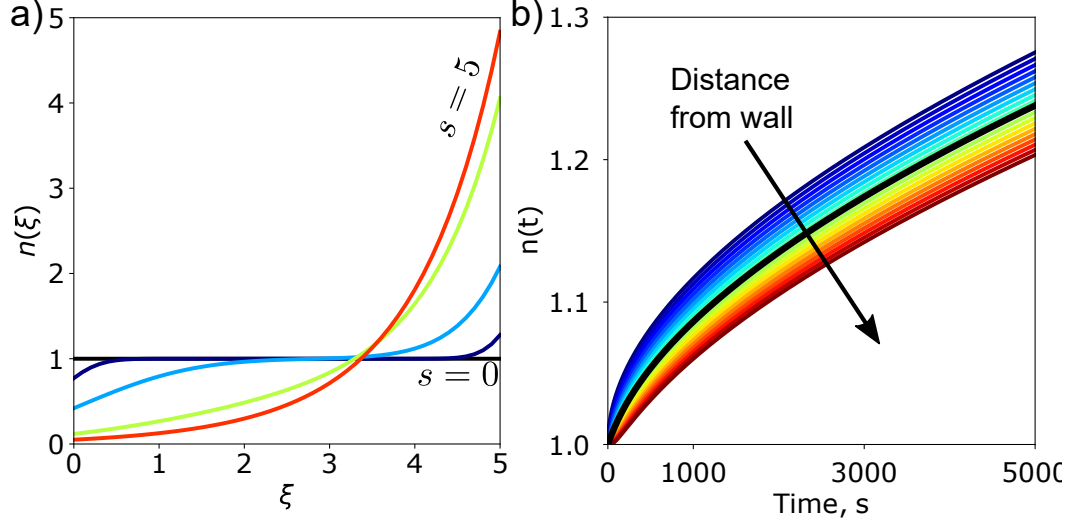 a)
5
4
3
2
1
0
n(ξ)
0 1 2 3 4 5
ξ
s = 5
s = 0
b)
1.3
1.2
1.1
1.0
n(t)
0 1000 3000 5000
Time, s
Distance
from wall